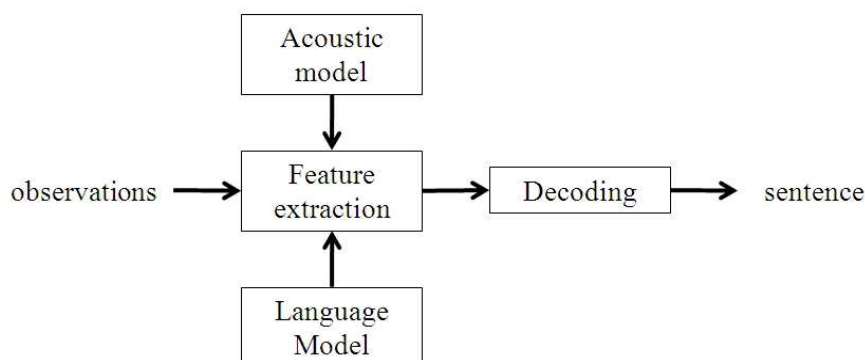 Acoustic
model
observations
Feature
extraction
Decoding
sentence
Language
Model